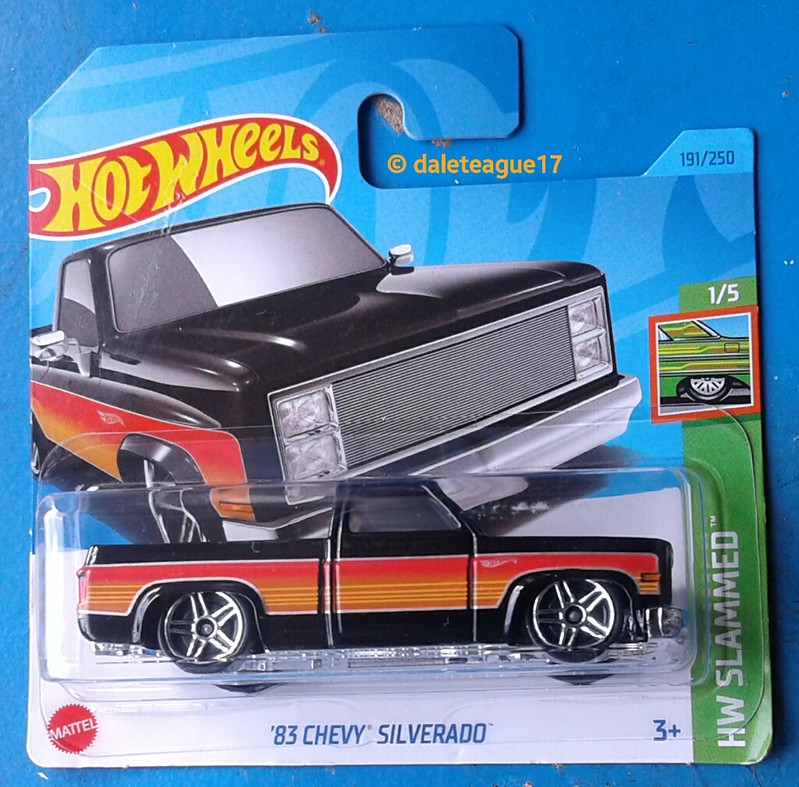 HOT WHEELS®
© daleteague17
191/250
1/5
HW SLAMMED™
MATTEL
'83 CHEVY® SILVERADO™
3+